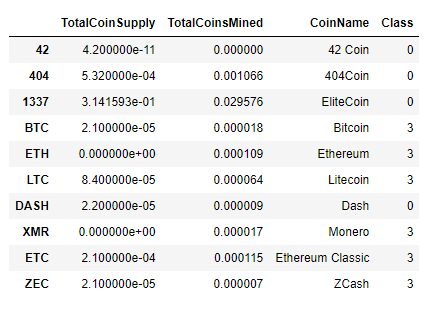 TotalCoinSupply TotalCoinsMined CoinName Class
42 4.200000e-11 0.000000 42 Coin 0
404 5.320000e-04 0.001066 404Coin 0
1337 3.141593e-01 0.029576 EliteCoin 0
BTC 2.100000e-05 0.000018 Bitcoin 3
ETH 0.000000e+00 0.000109 Ethereum 3
LTC 8.400000e-05 0.000064 Litecoin 3
DASH 2.200000e-05 0.000009 Dash 0
XMR 0.000000e+00 0.000017 Monero 3
ETC 2.100000e-04 0.000115 Ethereum Classic 3
ZEC 2.100000e-05 0.000007 ZCash 3